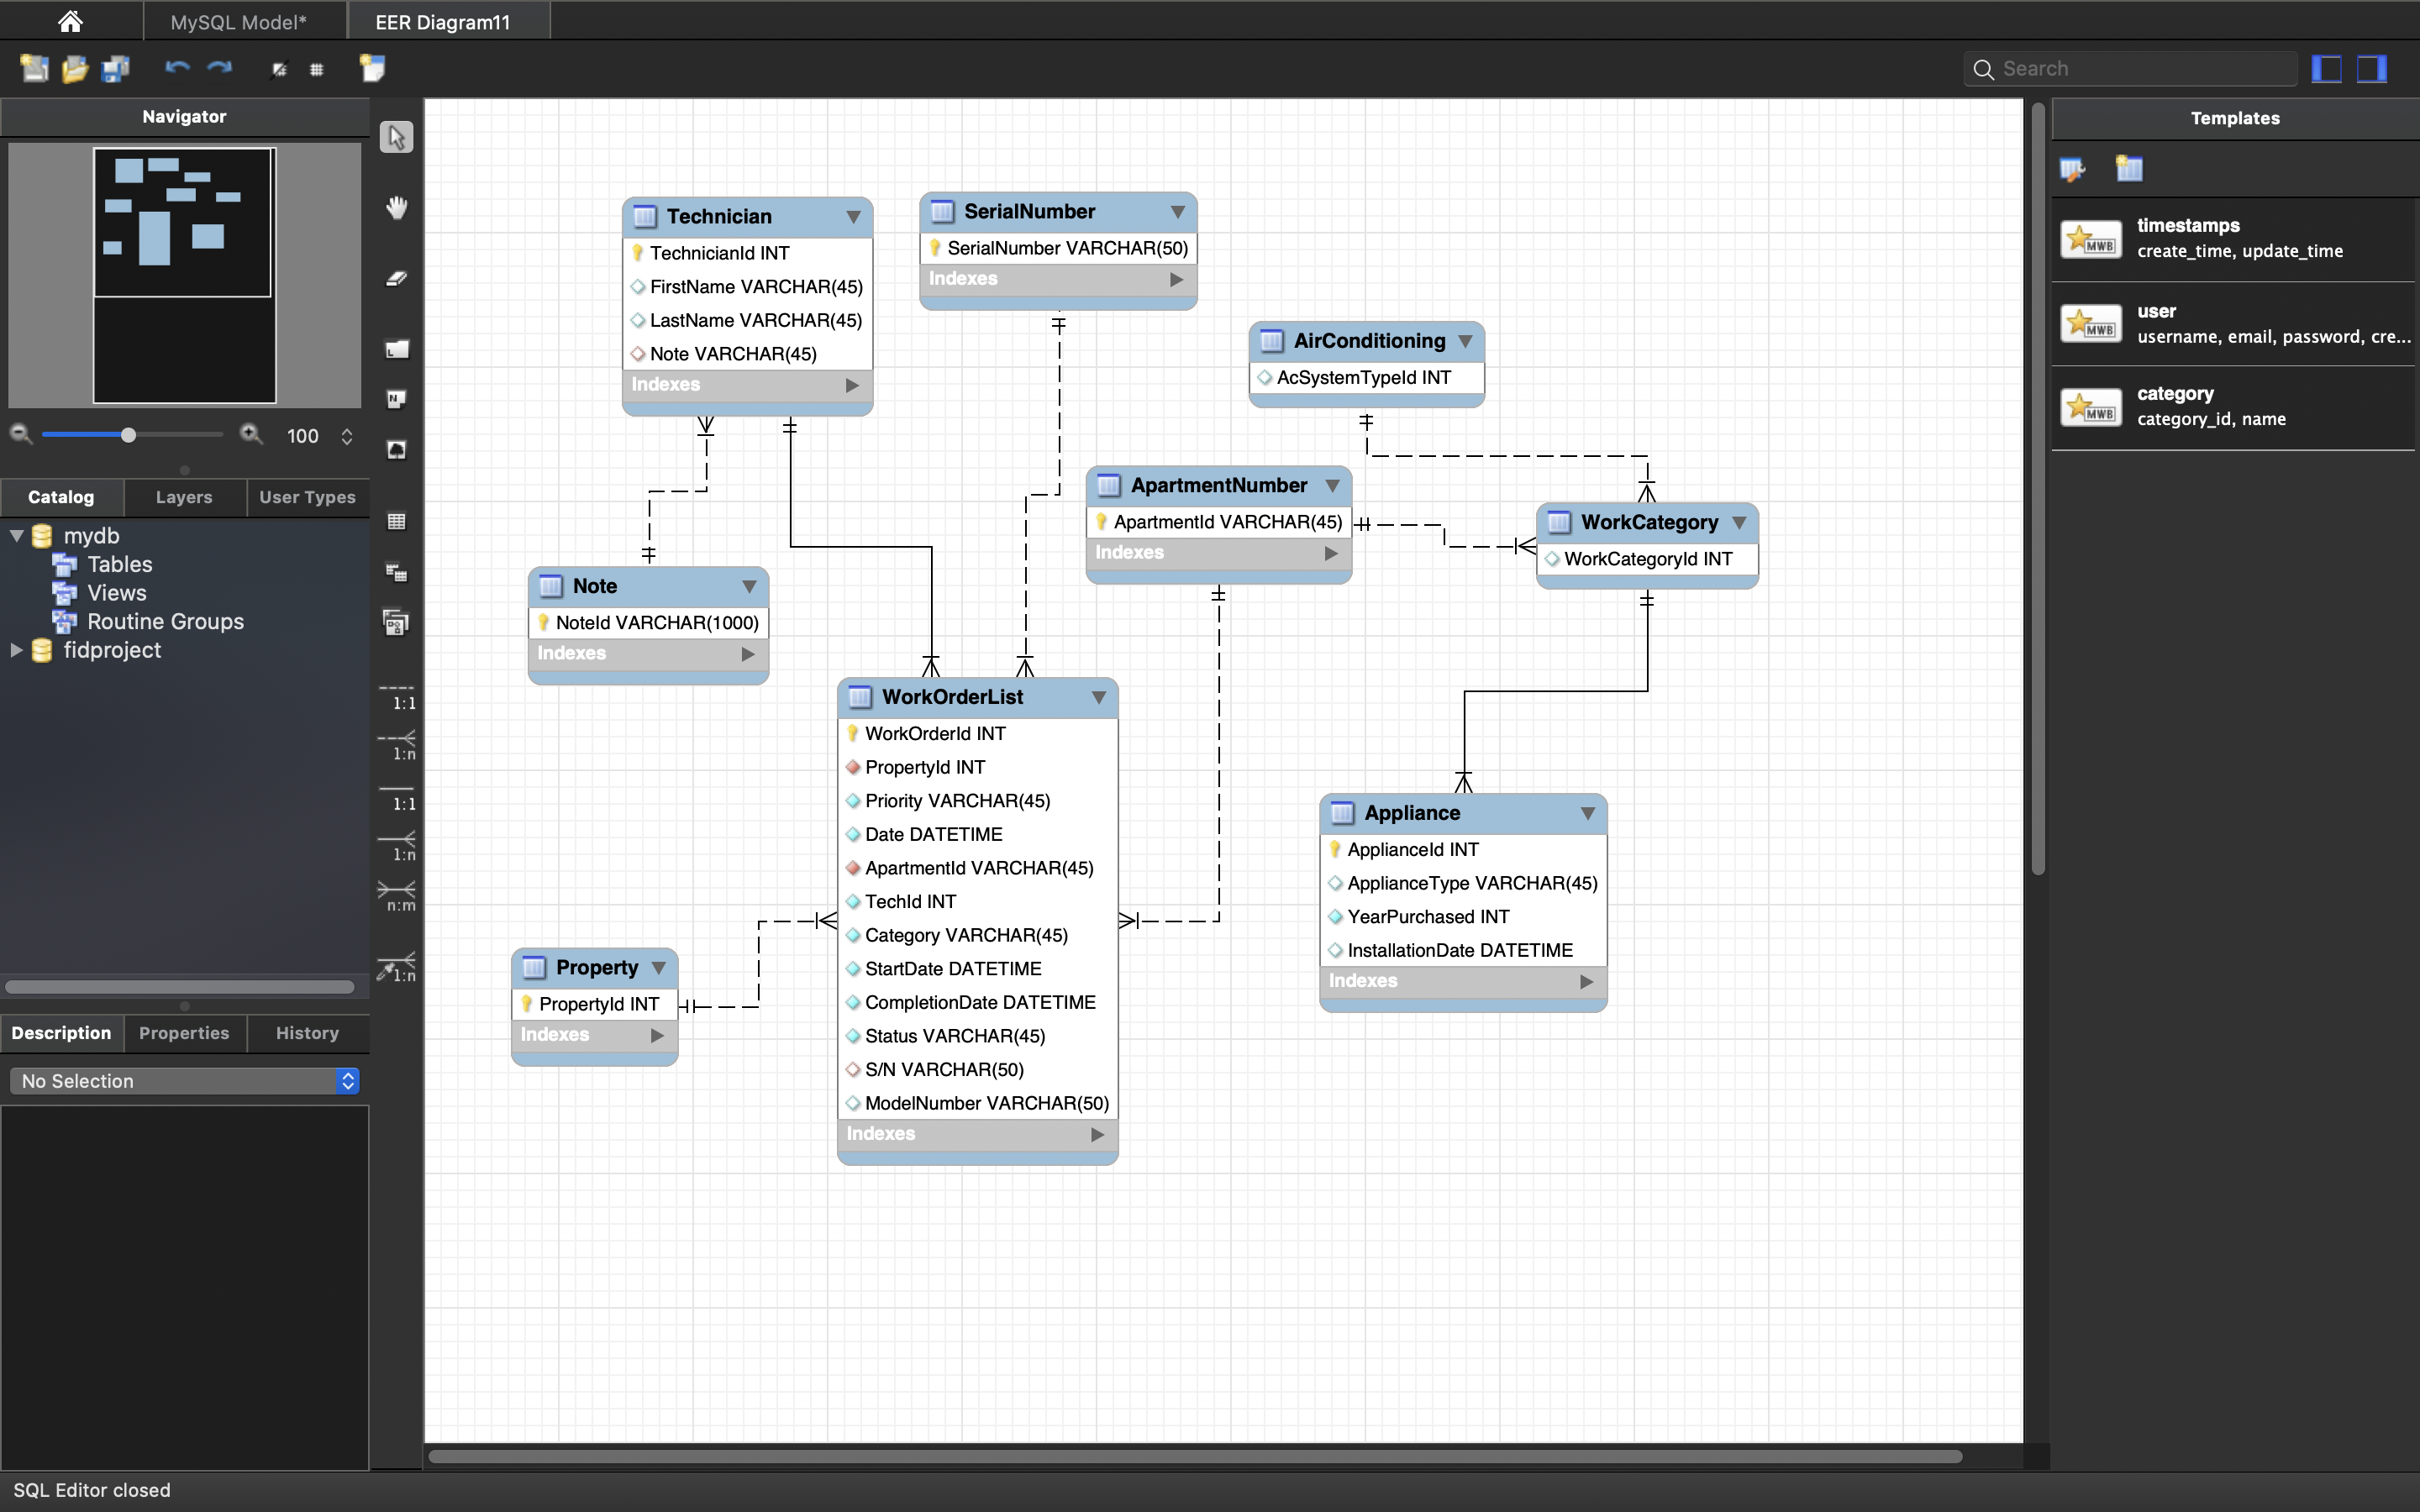 MySQL Model*
EER Diagram11
Search
Navigator
100
Catalog
Layers
User Types
mydb
Tables
Views
Routine Groups
fidproject
Description
Properties
History
No Selection
L
N
1:1
1:n
1:1
1:n
n:m
1:n
Technician
TechnicianId INT
FirstName VARCHAR(45)
LastName VARCHAR(45)
Note VARCHAR(45)
Indexes
SerialNumber
SerialNumber VARCHAR(50)
Indexes
AirConditioning
AcSystemTypeId INT
ApartmentNumber
ApartmentId VARCHAR(45)
Indexes
WorkCategory
WorkCategoryId INT
Note
NoteId VARCHAR(1000)
Indexes
WorkOrderList
WorkOrderId INT
PropertyId INT
Priority VARCHAR(45)
Date DATETIME
ApartmentId VARCHAR(45)
TechId INT
Category VARCHAR(45)
StartDate DATETIME
CompletionDate DATETIME
Status VARCHAR(45)
S/N VARCHAR(50)
ModelNumber VARCHAR(50)
Indexes
Appliance
ApplianceId INT
ApplianceType VARCHAR(45)
YearPurchased INT
InstallationDate DATETIME
Indexes
Property
PropertyId INT
Indexes
Templates
MWB
timestamps
create_time, update_time
MWB
user
username, email, password, cre...
MWB
category
category_id, name
SQL Editor closed